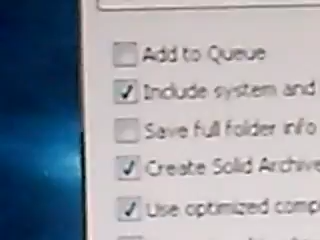 Add to Queue
Include system and
Save full folder info
Create Solid Archive
Use optimized comp